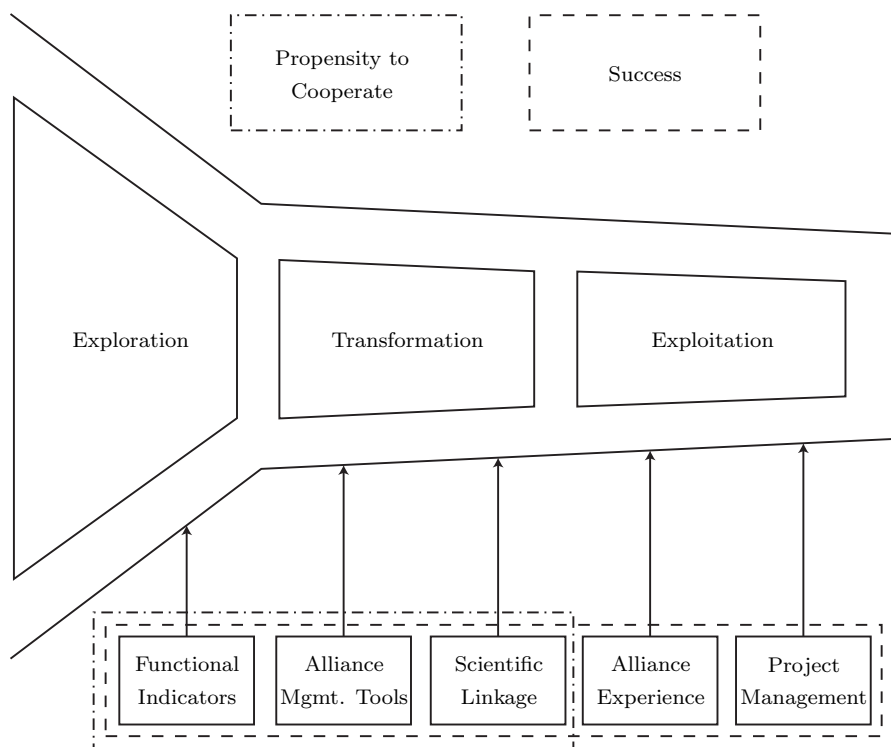 Propensity to
Cooperate
Success
Exploration
Transformation
Exploitation
Functional
Indicators
Alliance
Mgmt. Tools
Scientific
Linkage
Alliance
Experience
Project
Management